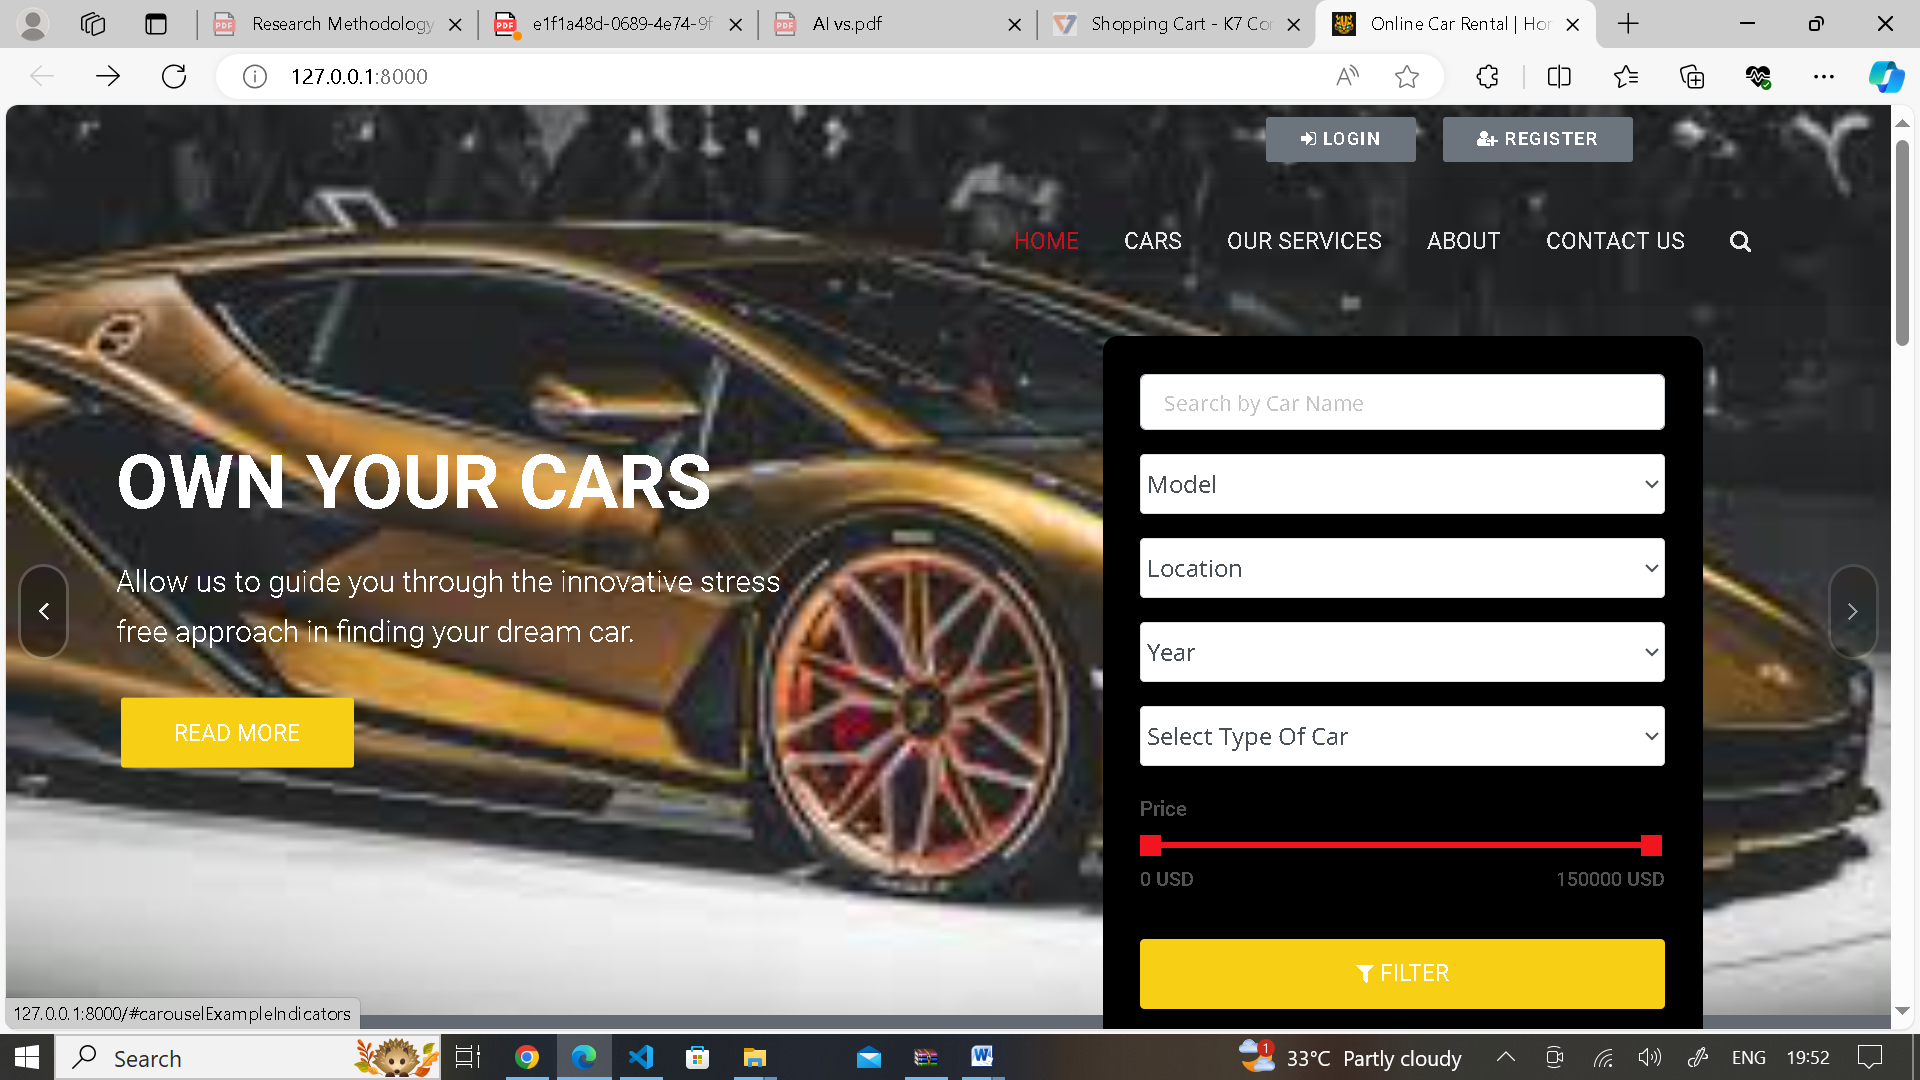 Research Methodology
e1f1a48d-0689-4e74-9f
AI vs.pdf
Shopping Cart - K7 Co
Online Car Rental | Ho
127.0.0.1:8000
LOGIN
REGISTER
HOME
CARS
OUR SERVICES
ABOUT
CONTACT US
Search by Car Name
Model
OWN YOUR CARS
Location
Allow us to guide you through the innovative stress
free approach in finding your dream car.
Year
READ MORE
Select Type Of Car
Price
0 USD
150000 USD
FILTER
127.0.0.1:8000/#carouselExampleIndicators
Search
1
33°C Partly cloudy
ENG
19:52